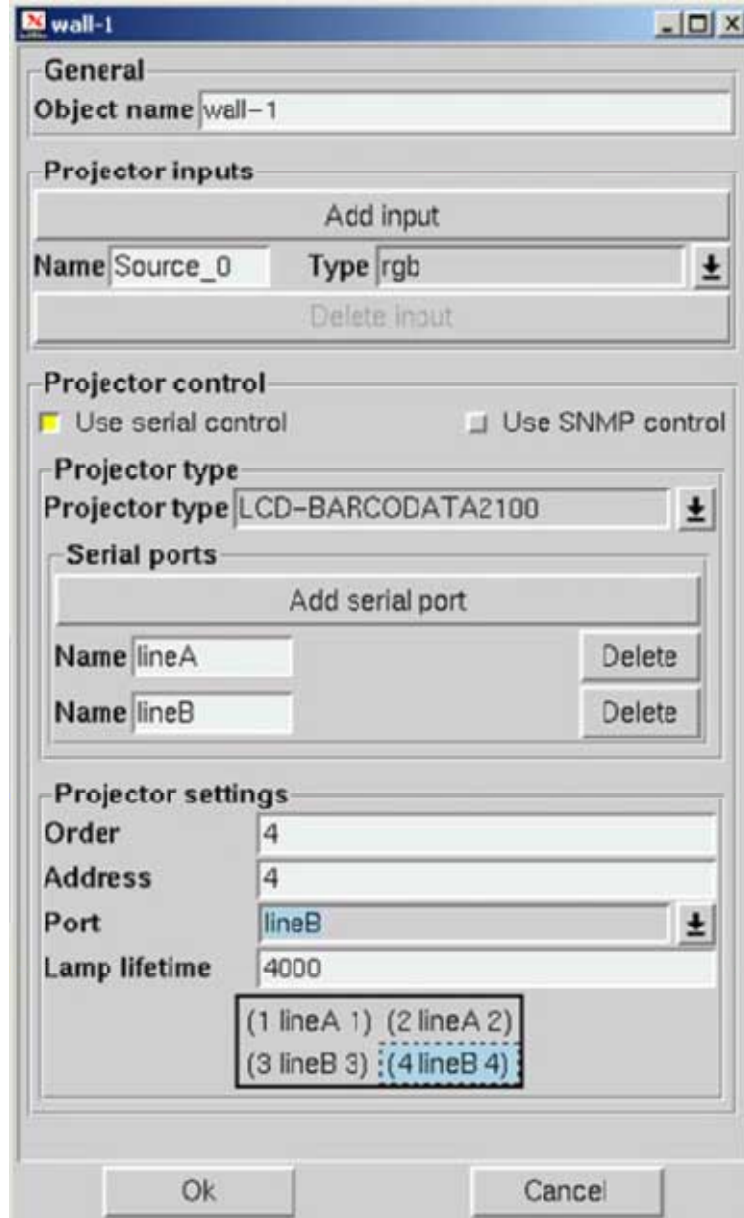 wall-1
General
Object name wall-1
Projector inputs
Add input
Name Source_0 Type rgb
Delete input
Projector control
Use serial control Use SNMP control
Projector type
Projector type LCD-BARCODATA2100
Serial ports
Add serial port
Name lineA Delete
Name lineB Delete
Projector settings
Order 4
Address 4
Port lineB
Lamp lifetime 4000
(1 lineA 1) (2 lineA 2)
(3 lineB 3) (4 lineB 4)
Ok Cancel